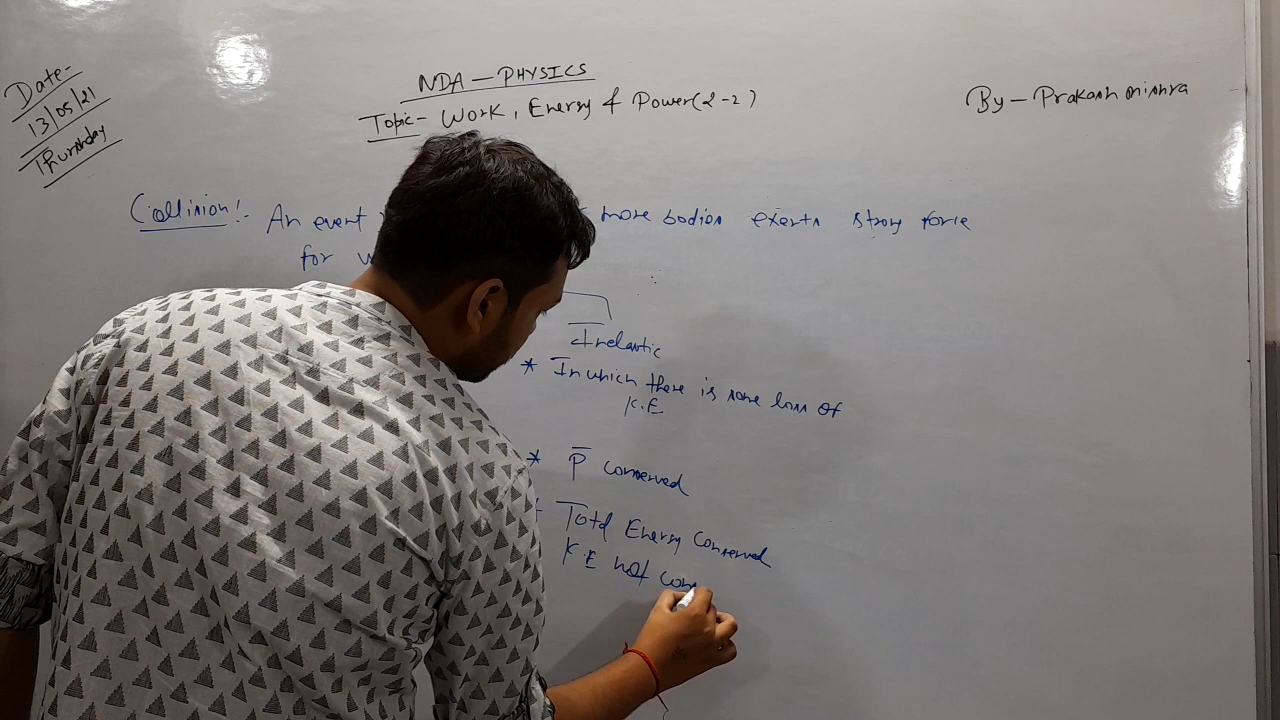 Date-
13/05/21
Thursday
NDA - PHYSICS
Topic- Work, Energy & Power(2-2)
By - Prakash mishra
Collision:- An event more bodies exerts strong force
for
Inelastic
* In which there is some loss of
K.E
* P̅ conserved
Total Energy Conserved
K.E not con